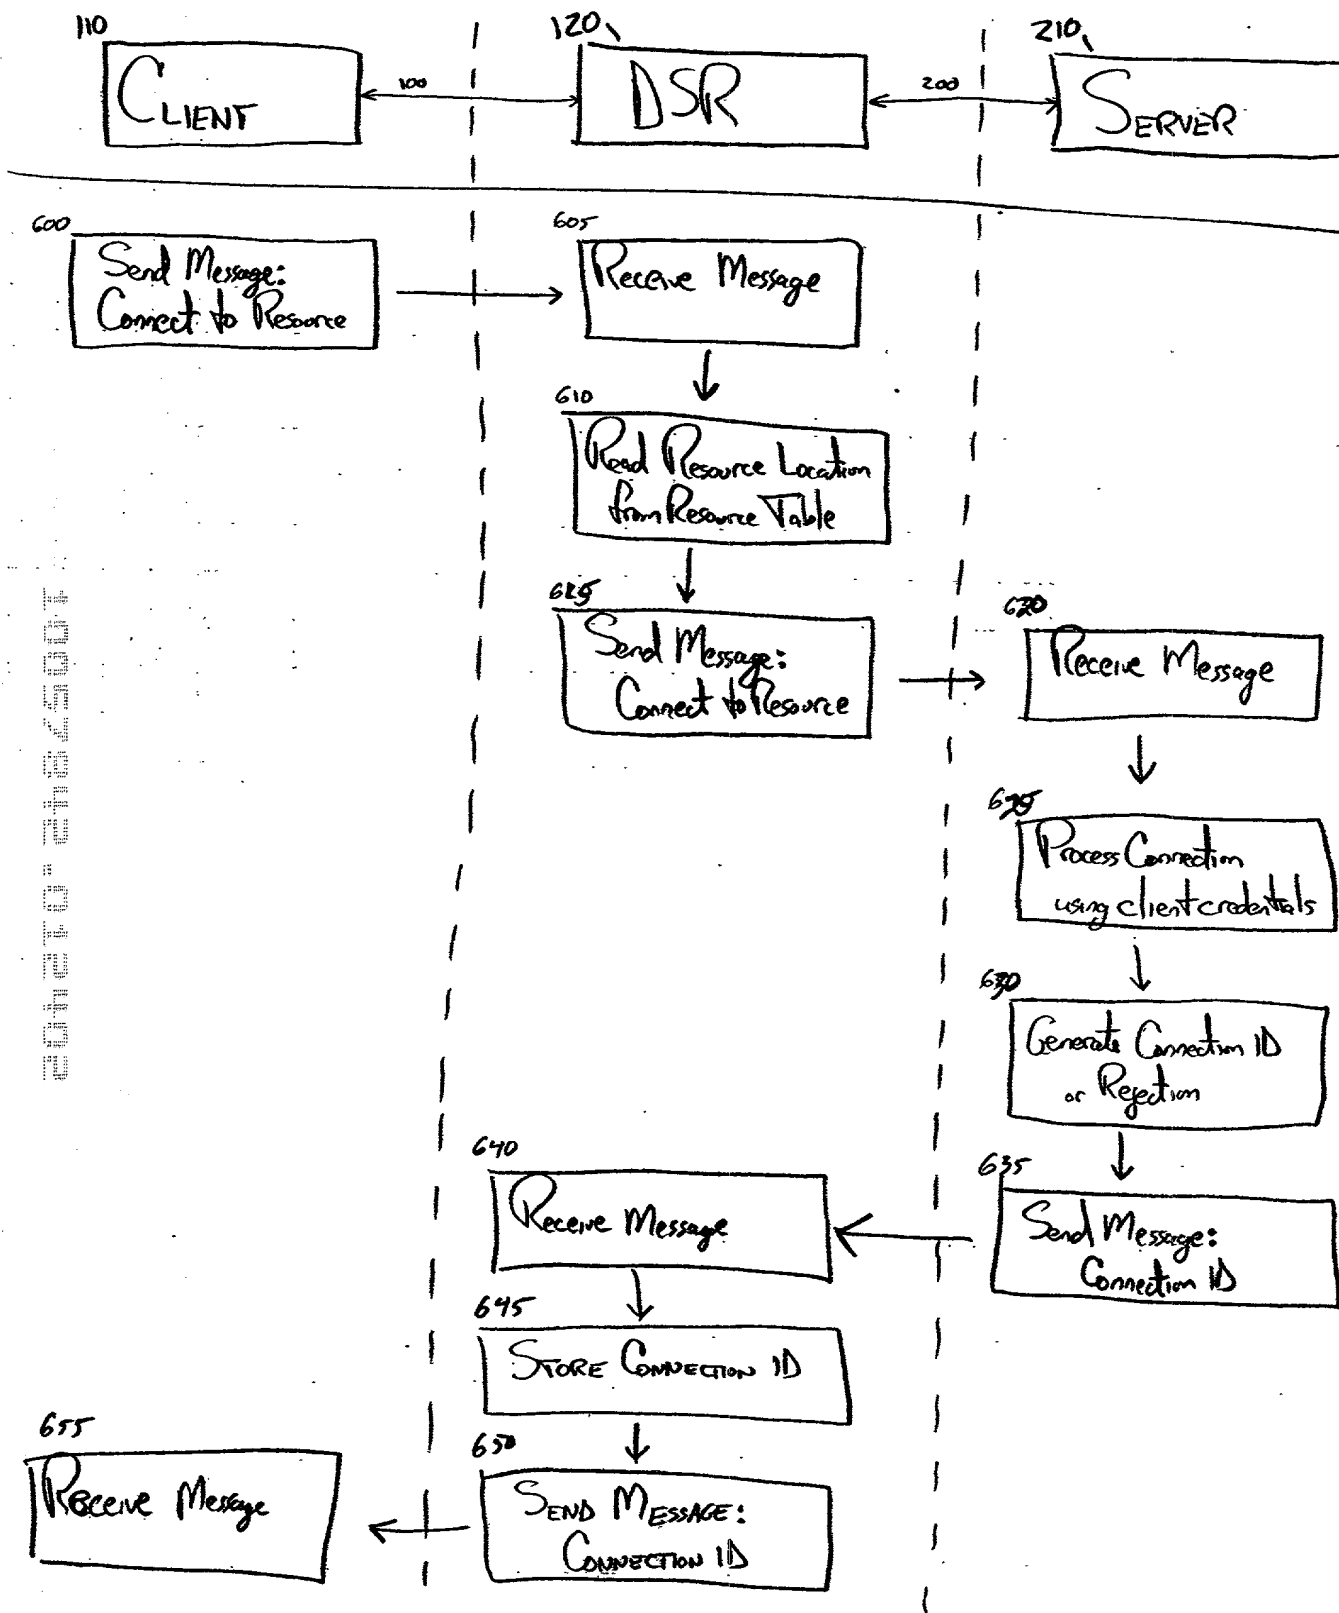 110
CLIENT
100
120
DSR
200
210
SERVER
600
Send Message:
Connect to Resource
605
Receive Message
610
Read Resource Location
from Resource Table
Send Message:
Connect to Resource
620
Receive Message
625
Process Connection
using client credentials
630
Generate Connection ID
or Rejection
635
Send Message:
Connection ID
640
Receive Message
645
STORE CONNECTION ID
650
SEND MESSAGE:
CONNECTION ID
655
Receive Message